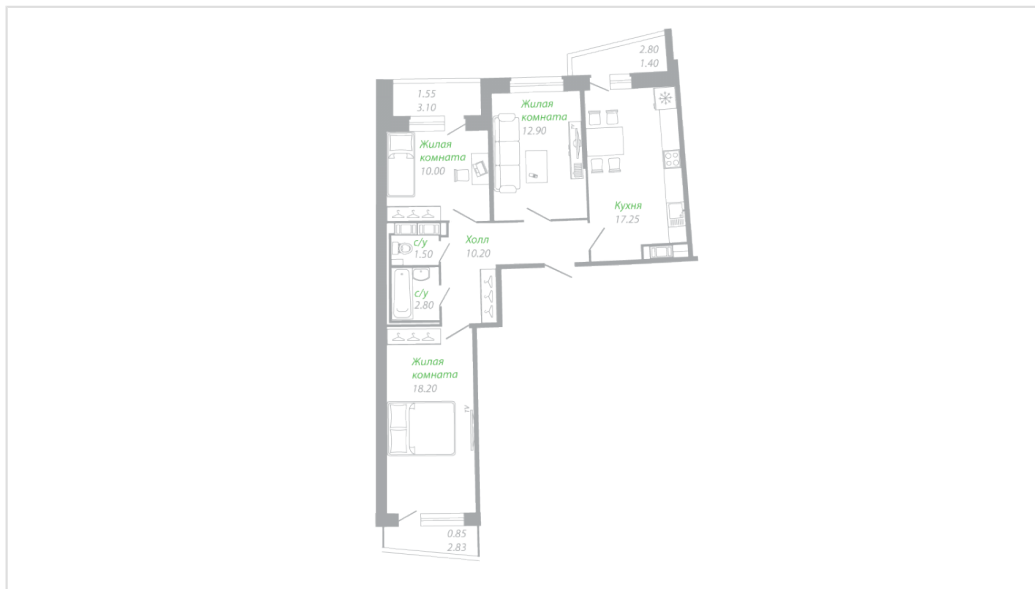 2.80
1.40
1.55
3.10
Жилая
комната
12.90
Жилая
комната
10.00
Кухня
17.25
с/у
1.50
Холл
10.20
с/у
2.80
Жилая
комната
18.20
TV
0.85
2.83